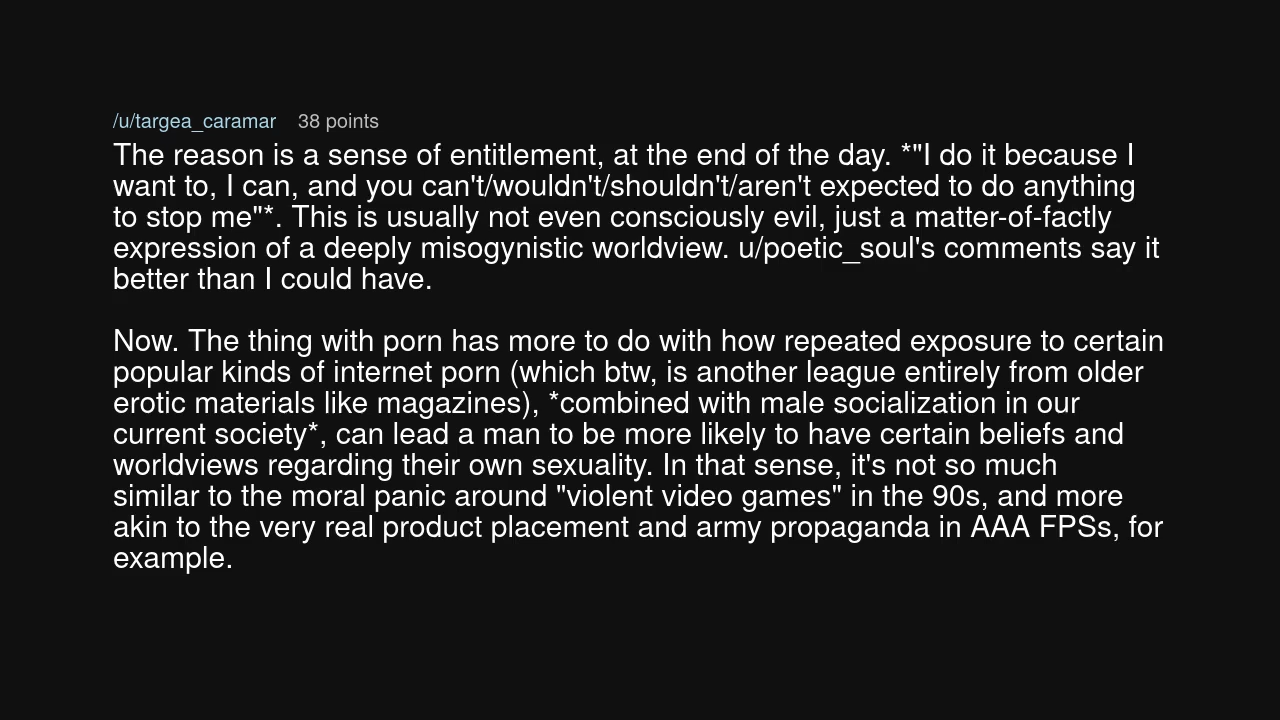 /u/targea_caramar 38 points
The reason is a sense of entitlement, at the end of the day. *"I do it because I
want to, I can, and you can't/wouldn't/shouldn't/aren't expected to do anything
to stop me"*. This is usually not even consciously evil, just a matter-of-factly
expression of a deeply misogynistic worldview. u/poetic_soul's comments say it
better than I could have.
Now. The thing with porn has more to do with how repeated exposure to certain
popular kinds of internet porn (which btw, is another league entirely from older
erotic materials like magazines), *combined with male socialization in our
current society*, can lead a man to be more likely to have certain beliefs and
worldviews regarding their own sexuality. In that sense, it's not so much
similar to the moral panic around "violent video games" in the 90s, and more
akin to the very real product placement and army propaganda in AAA FPSs, for
example.